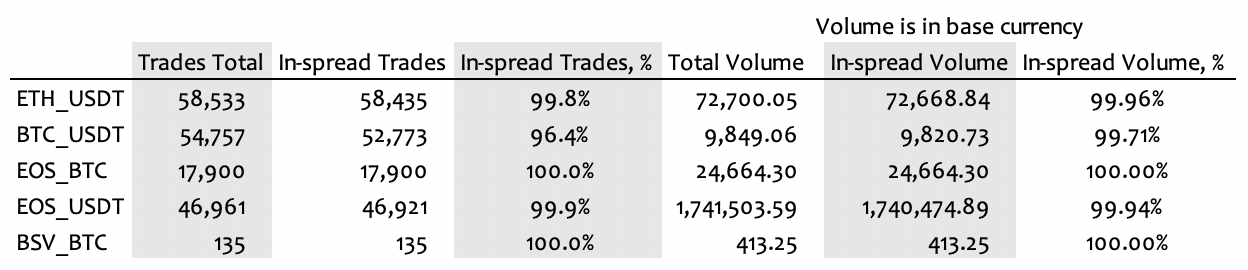 Volume is in base currency
Trades Total In-spread Trades In-spread Trades, % Total Volume In-spread Volume In-spread Volume, %
ETH_USDT 58,533 58,435 99.8% 72,700.05 72,668.84 99.96%
BTC_USDT 54,757 52,773 96.4% 9,849.06 9,820.73 99.71%
EOS_BTC 17,900 17,900 100.0% 24,664.30 24,664.30 100.00%
EOS_USDT 46,961 46,921 99.9% 1,741,503.59 1,740,474.89 99.94%
BSV_BTC 135 135 100.0% 413.25 413.25 100.00%